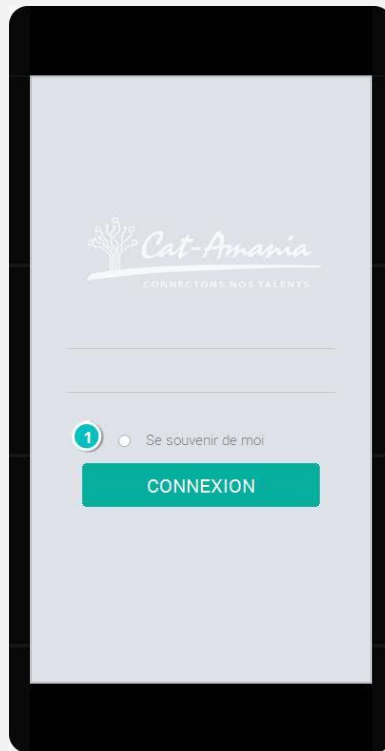 Cat-Amania
CONNECTONS NOS TALENTS
1
Se souvenir de moi
CONNEXION